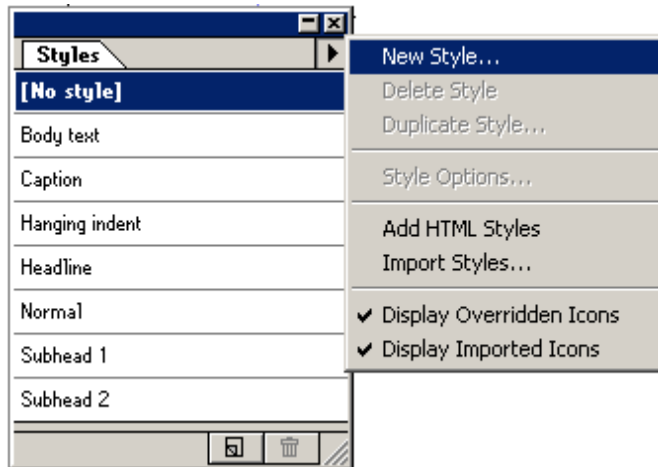 Styles
[No style]
Body text
Caption
Hanging indent
Headline
Normal
Subhead 1
Subhead 2
New Style...
Delete Style
Duplicate Style...
Style Options...
Add HTML Styles
Import Styles...
Display Overridden Icons
Display Imported Icons